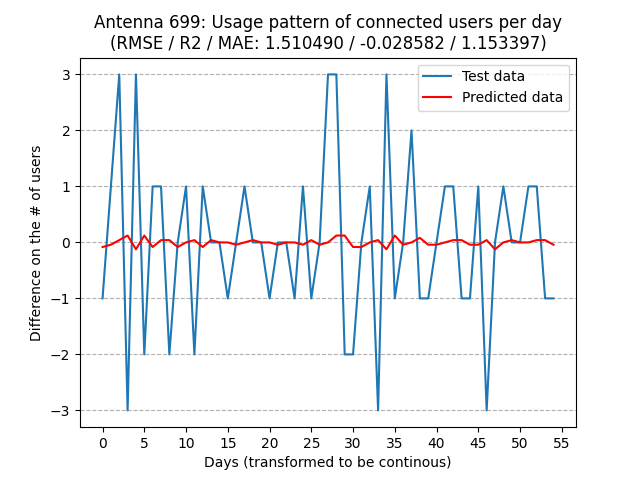 Antenna 699: Usage pattern of connected users per day
(RMSE / R2 / MAE: 1.510490 / -0.028582 / 1.153397)
Test data
Predicted data
Difference on the # of users
3
2
1
0
−1
−2
−3
0 5 10 15 20 25 30 35 40 45 50 55
Days (transformed to be continous)